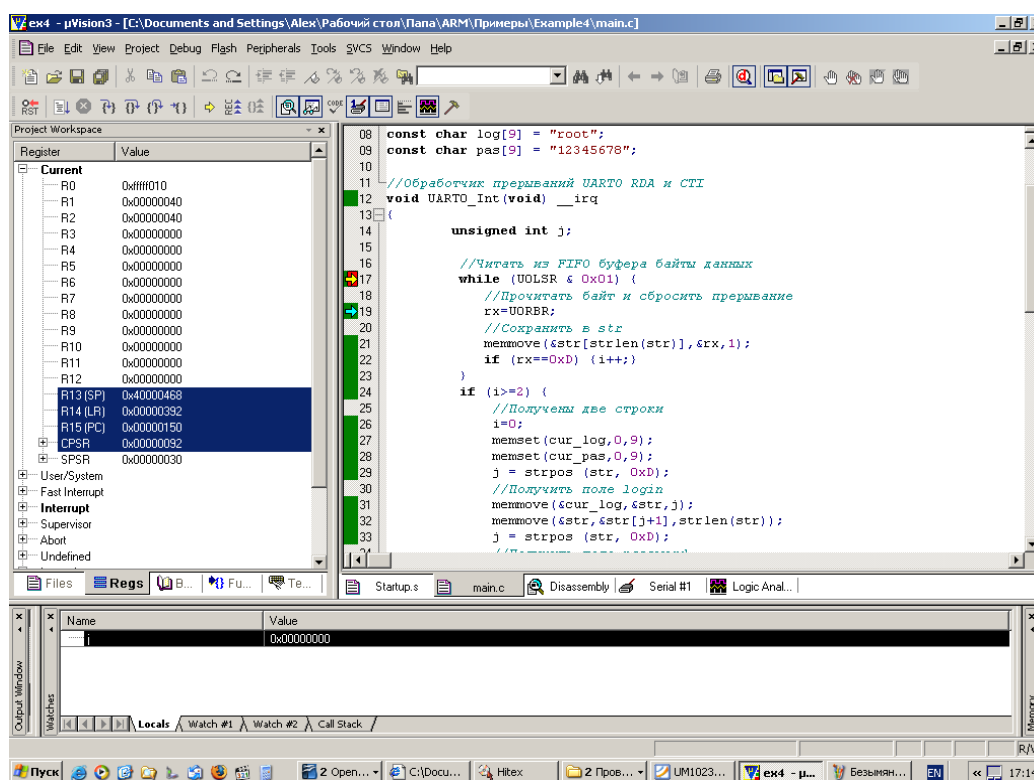 ex4 - µVision3 - [C:\Documents and Settings\Alex\Рабочий стол\Папа\ARM\Примеры\Example4\main.c]
File Edit View Project Debug Flash Peripherals Tools SVCS Window Help
Project Workspace
Register Value
Current
R0 0xfffff010
R1 0x00000040
R2 0x00000040
R3 0x00000000
R4 0x00000000
R5 0x00000000
R6 0x00000000
R7 0x00000000
R8 0x00000000
R9 0x00000000
R10 0x00000000
R11 0x00000000
R12 0x00000000
R13 (SP) 0x40000468
R14 (LR) 0x00000392
R15 (PC) 0x00000150
CPSR 0x00000092
SPSR 0x00000030
User/System
Fast Interrupt
Interrupt
Supervisor
Abort
Undefined
Files Regs B... Fu... Te...
08 const char log[9] = "root";
09 const char pas[9] = "12345678";
10
11 //Обработчик прерываний UART0 RDA и CTI
12 void UART0_Int(void) __irq
13 {
14 unsigned int j;
15
16 //Читать из FIFO буфера байты данных
17 while (U0LSR & 0x01) {
18 //Прочитать байт и сбросить прерывание
19 rx=U0RBR;
20 //Сохранить в str
21 memmove(&str[strlen(str)],&rx,1);
22 if (rx==0xD) {i++;}
23 }
24 if (i>=2) {
25 //Получены две строки
26 i=0;
27 memset(cur_log,0,9);
28 memset(cur_pas,0,9);
29 j = strpos (str, 0xD);
30 //Получить поле login
31 memmove(&cur_log,&str,j);
32 memmove(&str,&str[j+1],strlen(str));
33 j = strpos (str, 0xD);
Startup.s main.c Disassembly Serial #1 Logic Anal...
Name Value
j 0x00000000
Output Window
Watches
Memory
Locals Watch #1 Watch #2 Call Stack
R/W
Пуск 2 Open... C:\Docu... Hitex 2 Пров... UM1023... ex4 - µ... Безымян... EN « 17:1